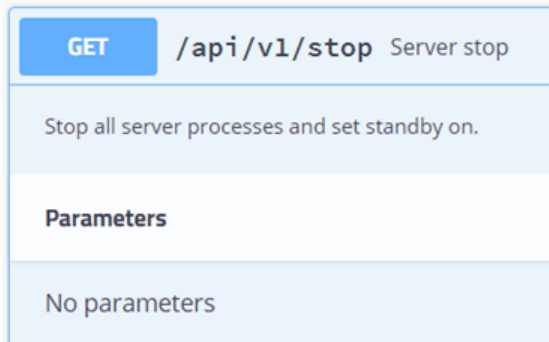 GET /api/v1/stop Server stop
Stop all server processes and set standby on.
Parameters
No parameters